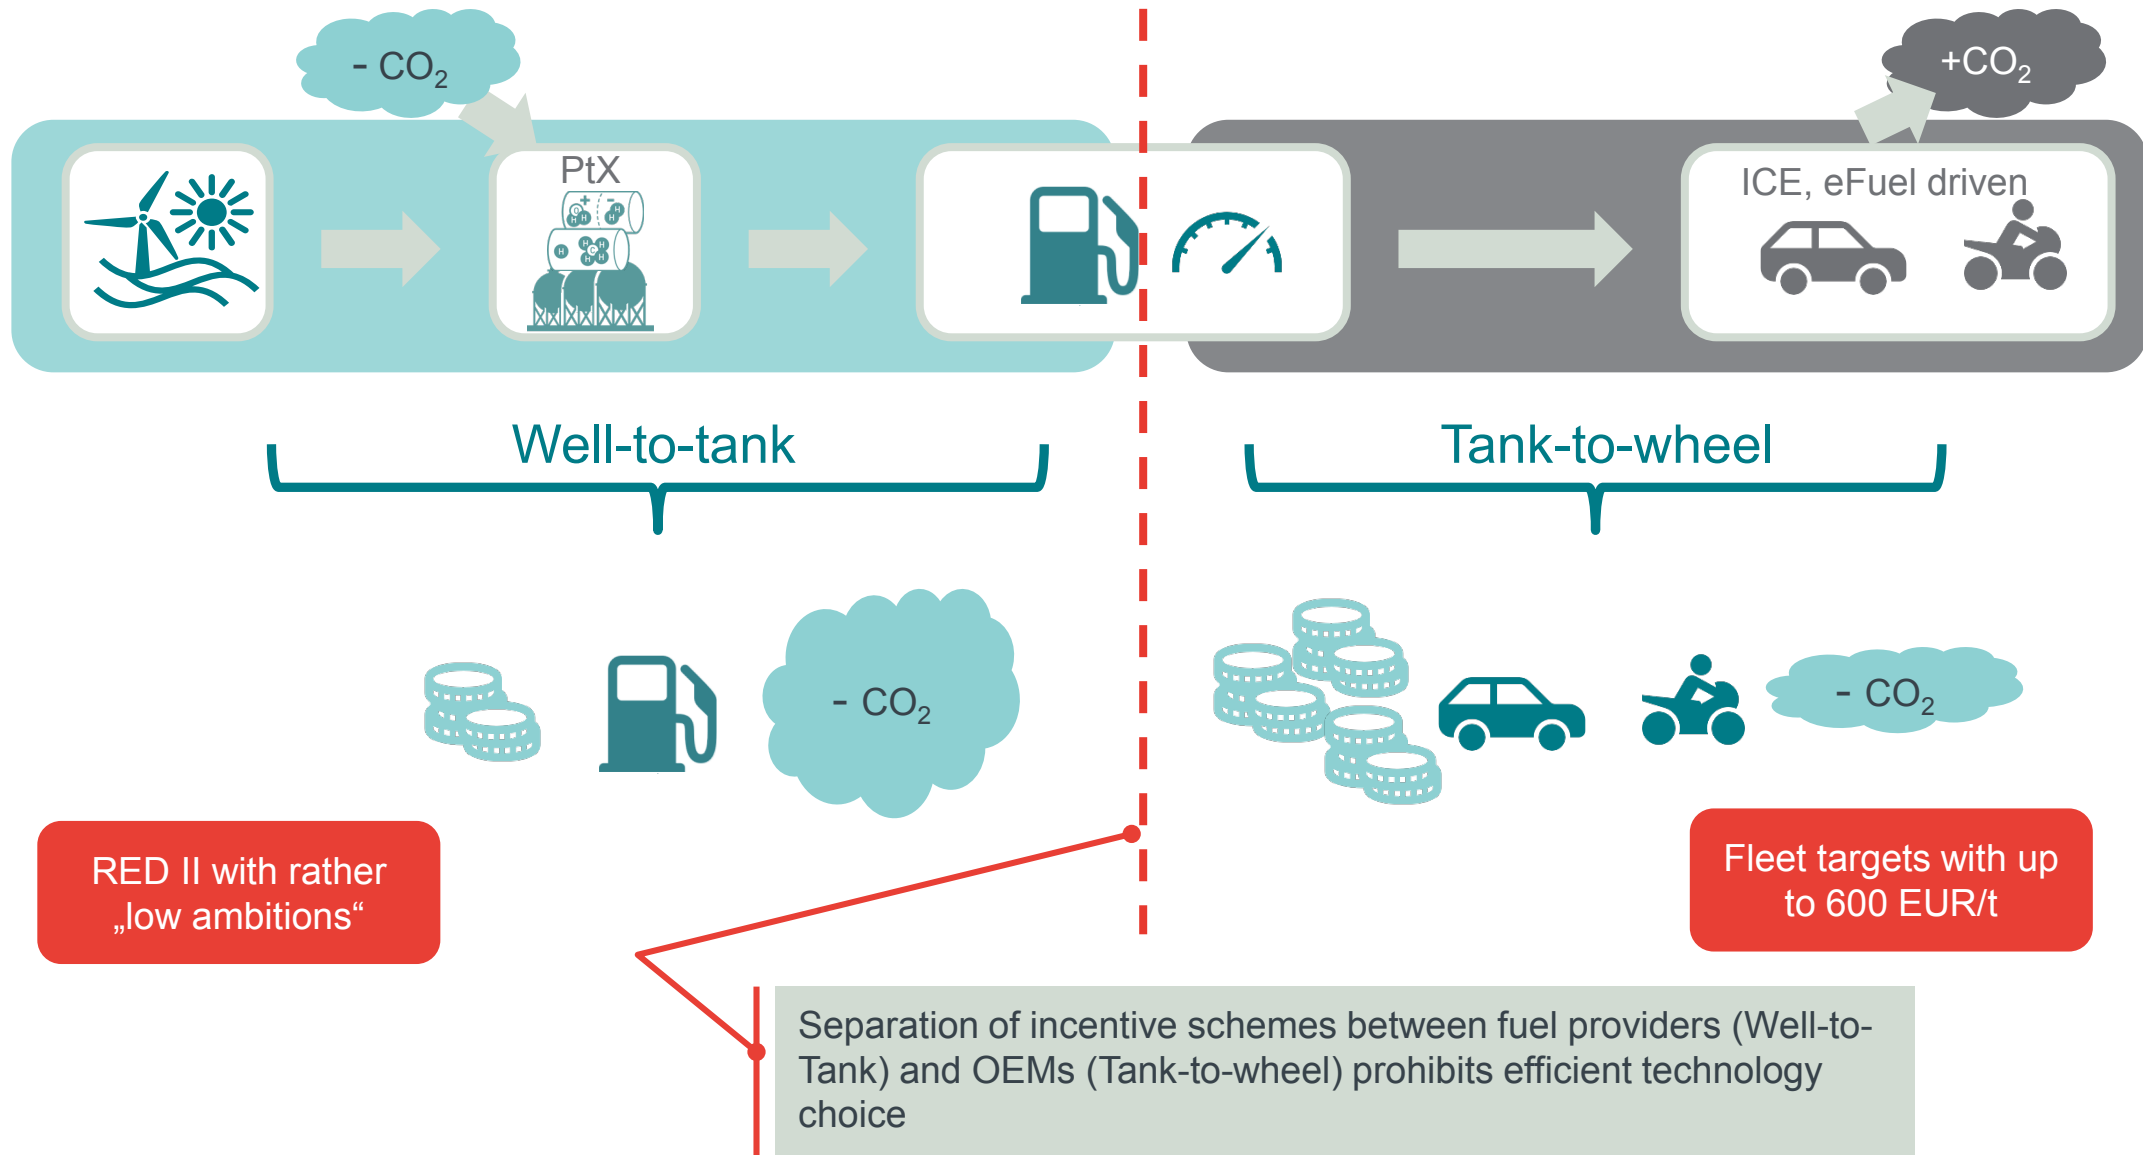 - CO₂
+CO₂
PtX
ICE, eFuel driven
Well-to-tank
Tank-to-wheel
- CO₂
- CO₂
RED II with rather
„low ambitions“
Fleet targets with up
to 600 EUR/t
Separation of incentive schemes between fuel providers (Well-to-
Tank) and OEMs (Tank-to-wheel) prohibits efficient technology
choice